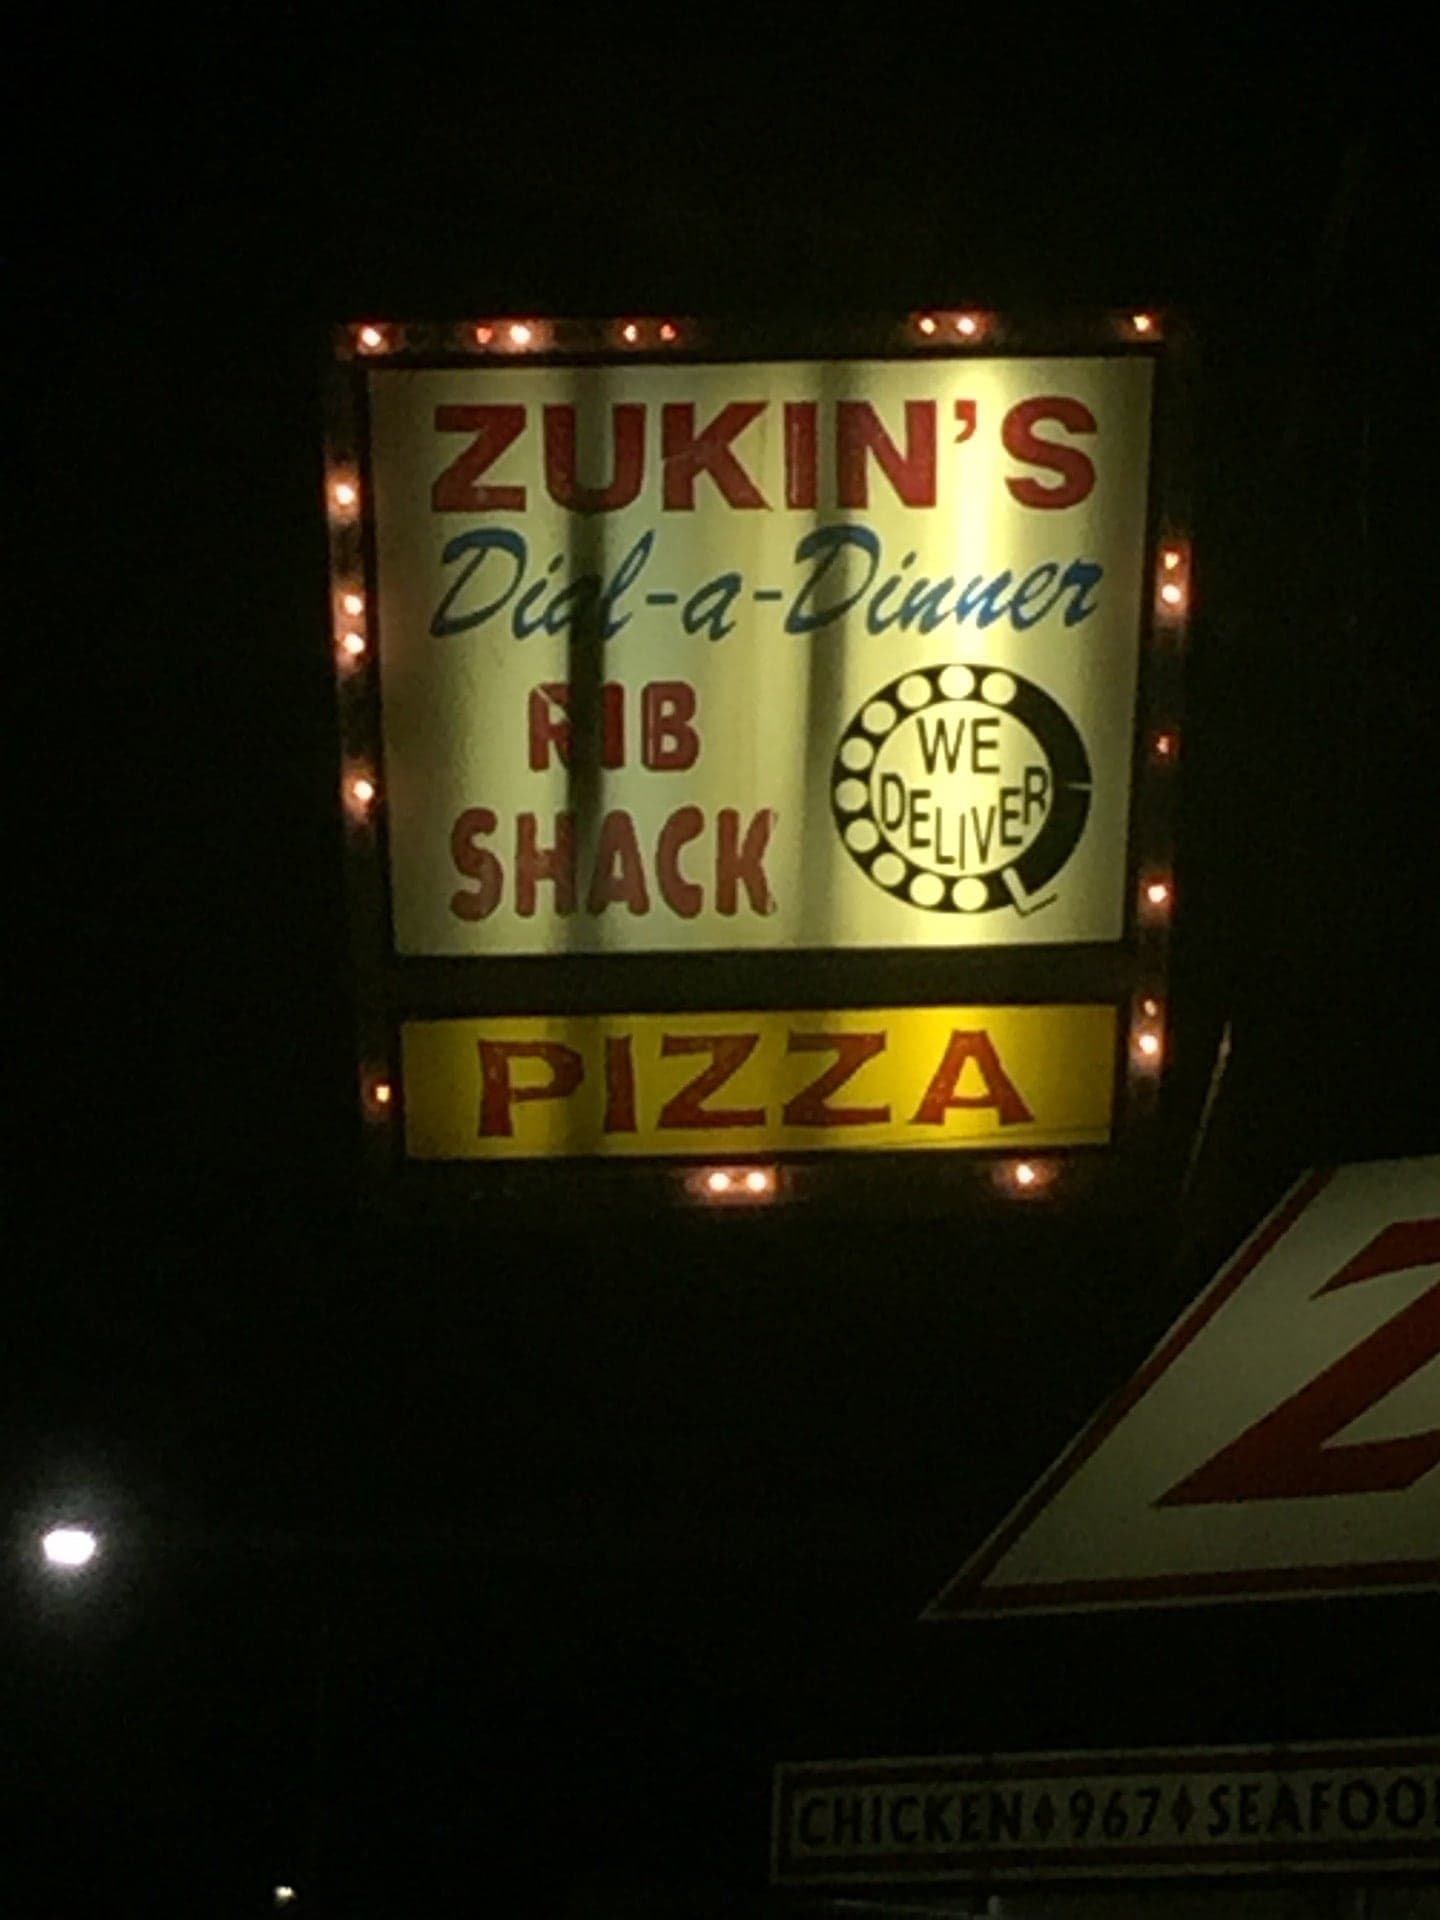 ZUKIN'S
Dial-a-Dinner
RIB
SHACK
WE
DELIVER
PIZZA
Z
CHICKEN♦967♦SEAFOO